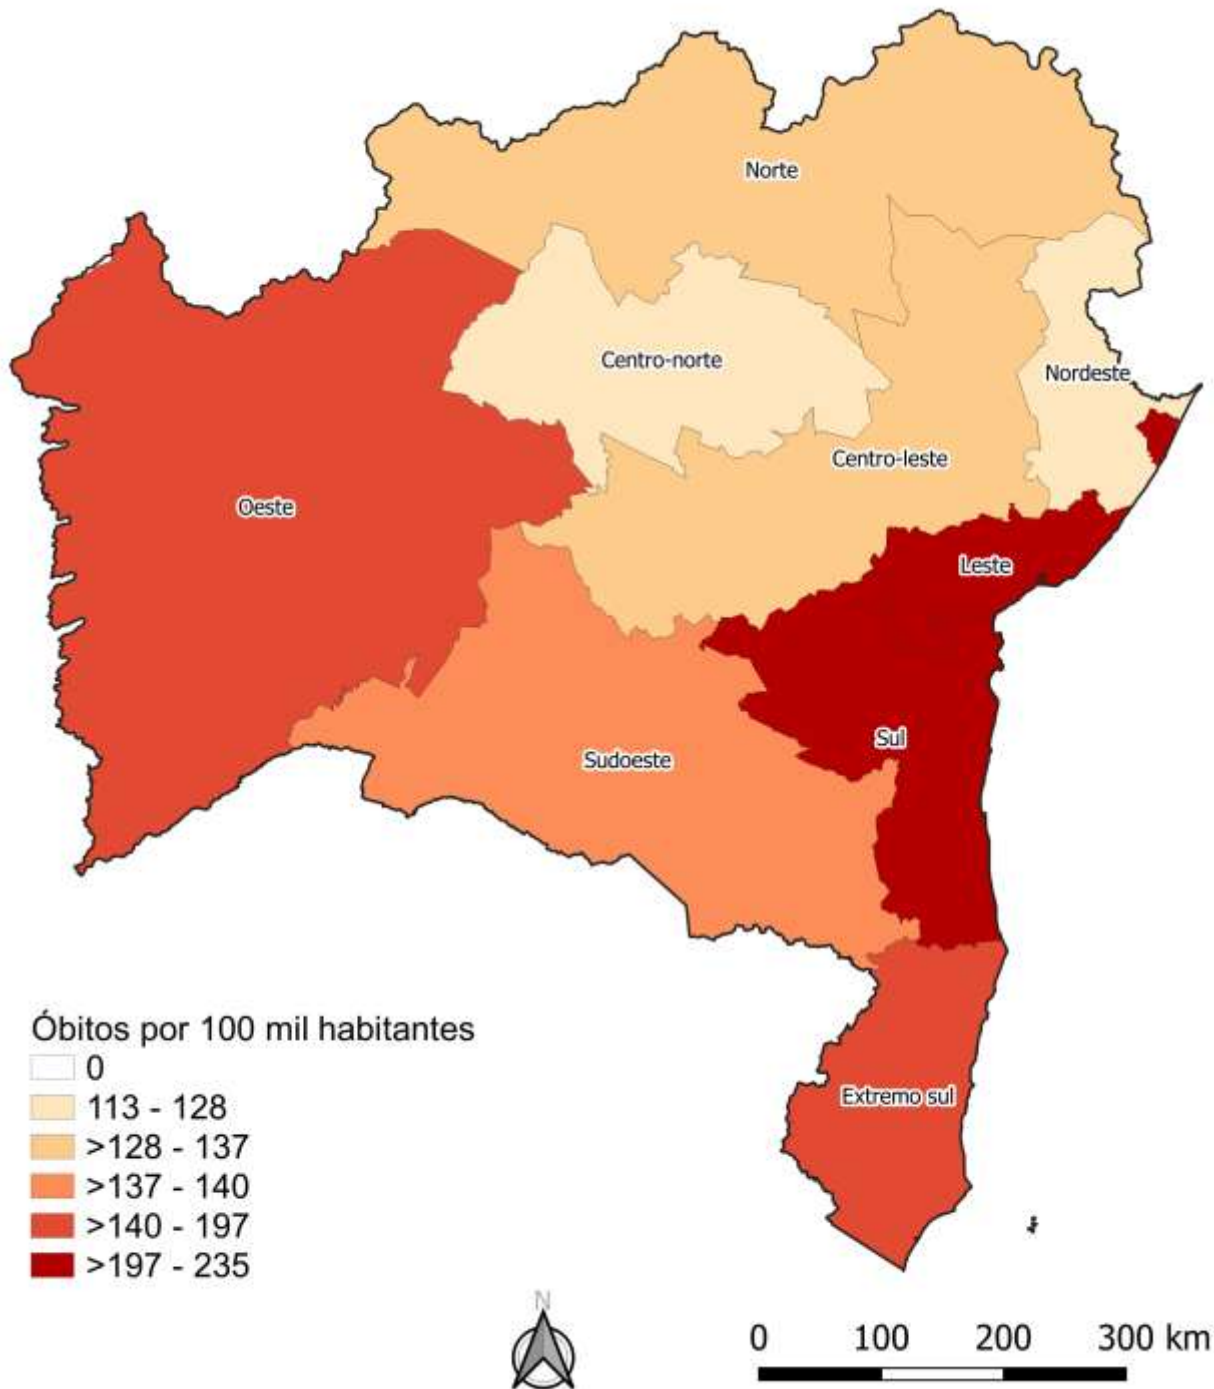 Norte
Centro-norte
Nordeste
Centro-leste
Oeste
Leste
Sul
Sudoeste
Extremo sul
Óbitos por 100 mil habitantes
0
113 - 128
>128 - 137
>137 - 140
>140 - 197
>197 - 235
N
0 100 200 300 km